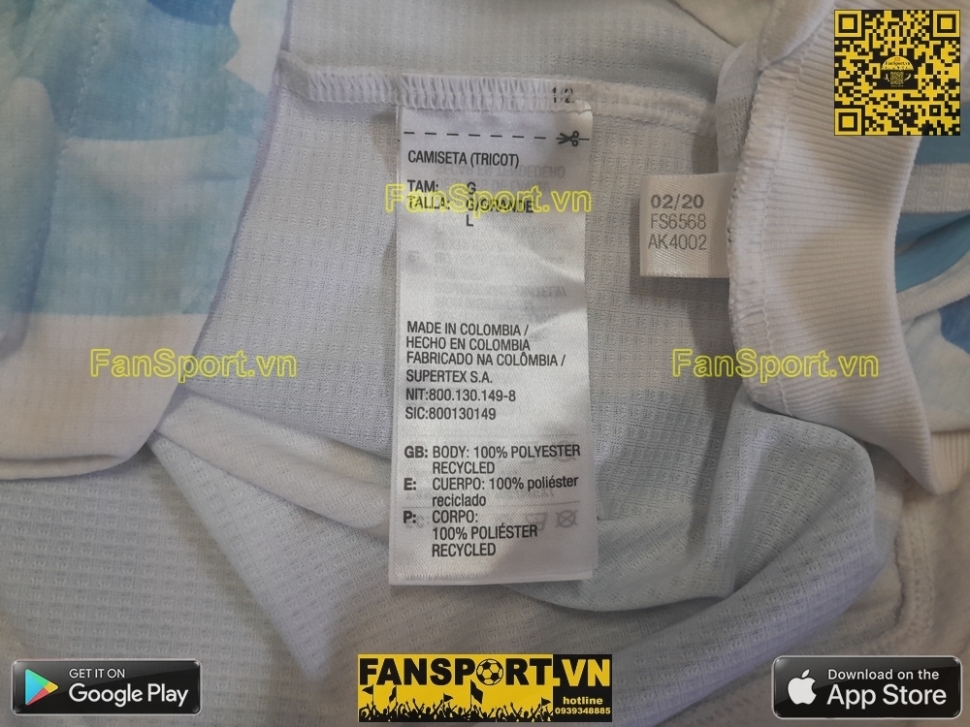 1/2
CAMISETA (TRICOT)
TAM: G
TALLA: G/GRANDE
L
MADE IN COLOMBIA /
HECHO EN COLOMBIA
FABRICADO NA COLÔMBIA /
SUPERTEX S.A.
NIT:800.130.149-8
SIC:800130149
GB: BODY: 100% POLYESTER
RECYCLED
E: CUERPO: 100% poliéster
reciclado
P: CORPO:
100% POLIÉSTER
RECYCLED
02/20
FS6568
AK4002
FanSport.vn
FanSport.vn
FanSport.vn
GET IT ON
Google Play
FANSPORT.VN
hotline
0939348885
Download on the
App Store